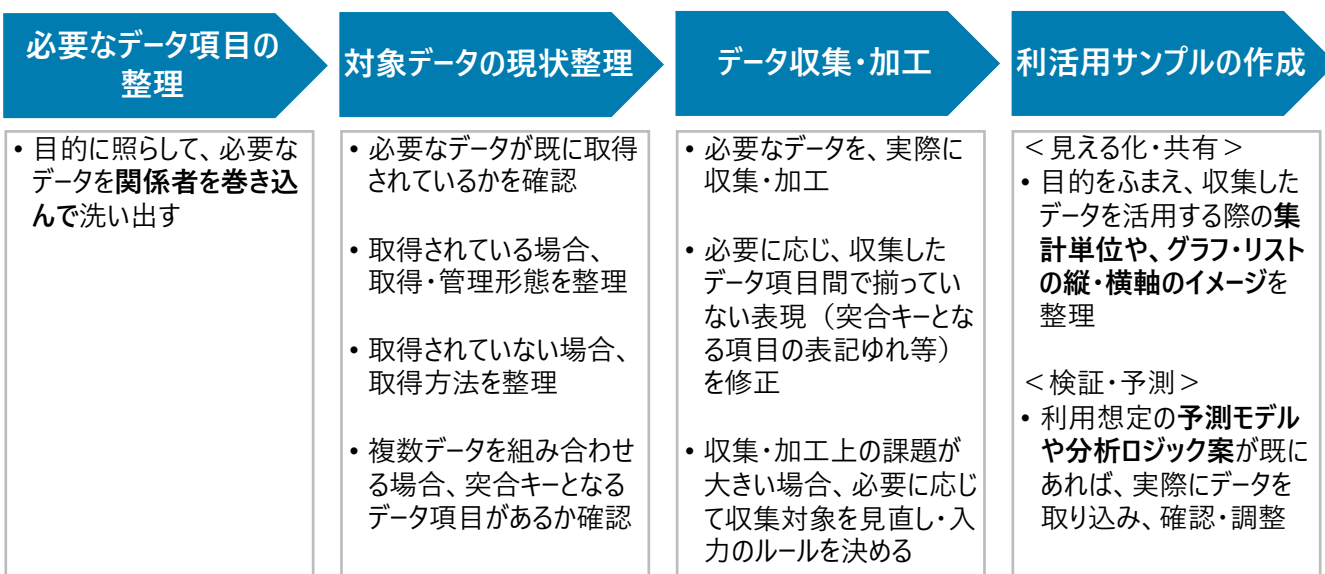 必要なデータ項目の
整理
対象データの現状整理
データ収集・加工
利活用サンプルの作成
• 目的に照らして、必要な
データを関係者を巻き込
んで洗い出す
• 必要なデータが既に取得
されているかを確認
• 取得されている場合、
取得・管理形態を整理
• 取得されていない場合、
取得方法を整理
• 複数データを組み合わせ
る場合、突合キーとなる
データ項目があるか確認
• 必要なデータを、実際に
収集・加工
• 必要に応じ、収集した
データ項目間で揃ってい
ない表現（突合キーとな
る項目の表記ゆれ等）
を修正
• 収集・加工上の課題が
大きい場合、必要に応じ
て収集対象を見直し・入
力のルールを決める
＜見える化・共有＞
• 目的をふまえ、収集した
データを活用する際の集
計単位や、グラフ・リスト
の縦・横軸のイメージを
整理
＜検証・予測＞
• 利用想定の予測モデル
や分析ロジック案が既に
あれば、実際にデータを
取り込み、確認・調整